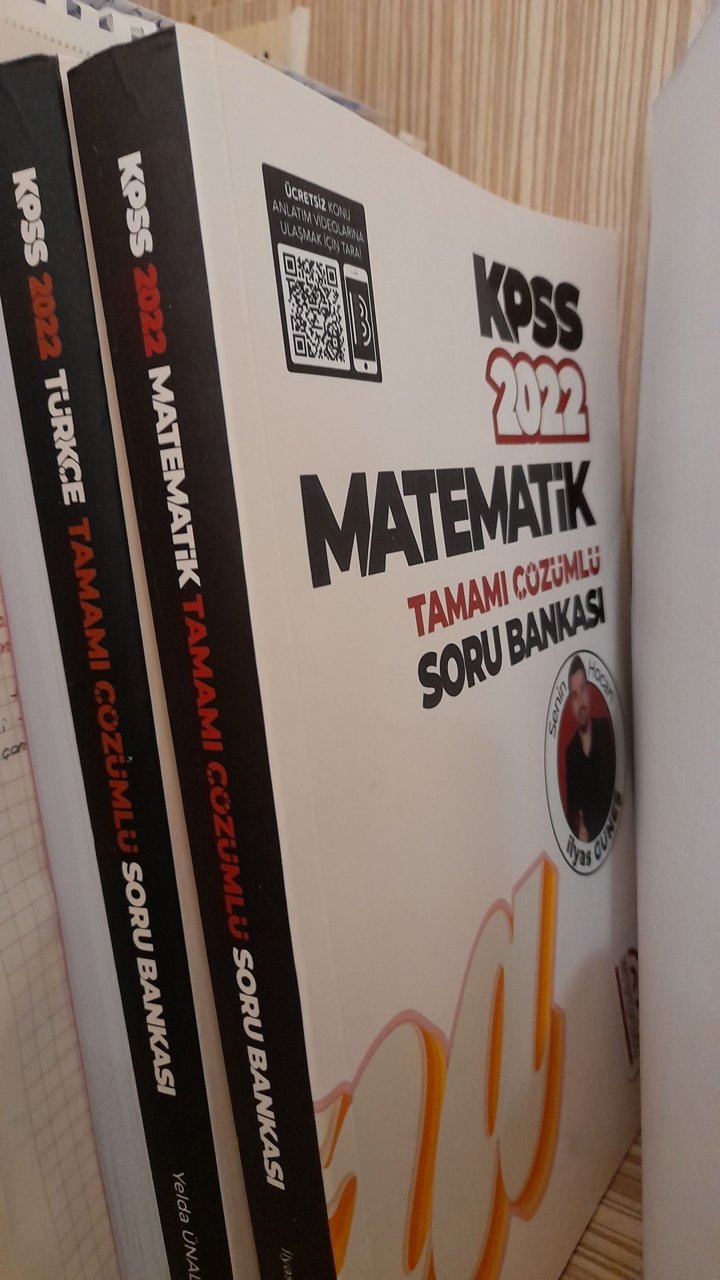 KPSS 2022 TÜRKÇE TAMAMI ÇÖZÜMLÜ SORU BANKASI
Yelda ÜNAL
KPSS 2022 MATEMATİK TAMAMI ÇÖZÜMLÜ SORU BANKASI
ÜCRETSİZ KONU
ANLATIM VİDEOLARINA
ULAŞMAK İÇİN TARA!
KPSS
2022
MATEMATİK
TAMAMI ÇÖZÜMLÜ
SORU BANKASI
Senin Hocan
ilyas GÜNEŞ